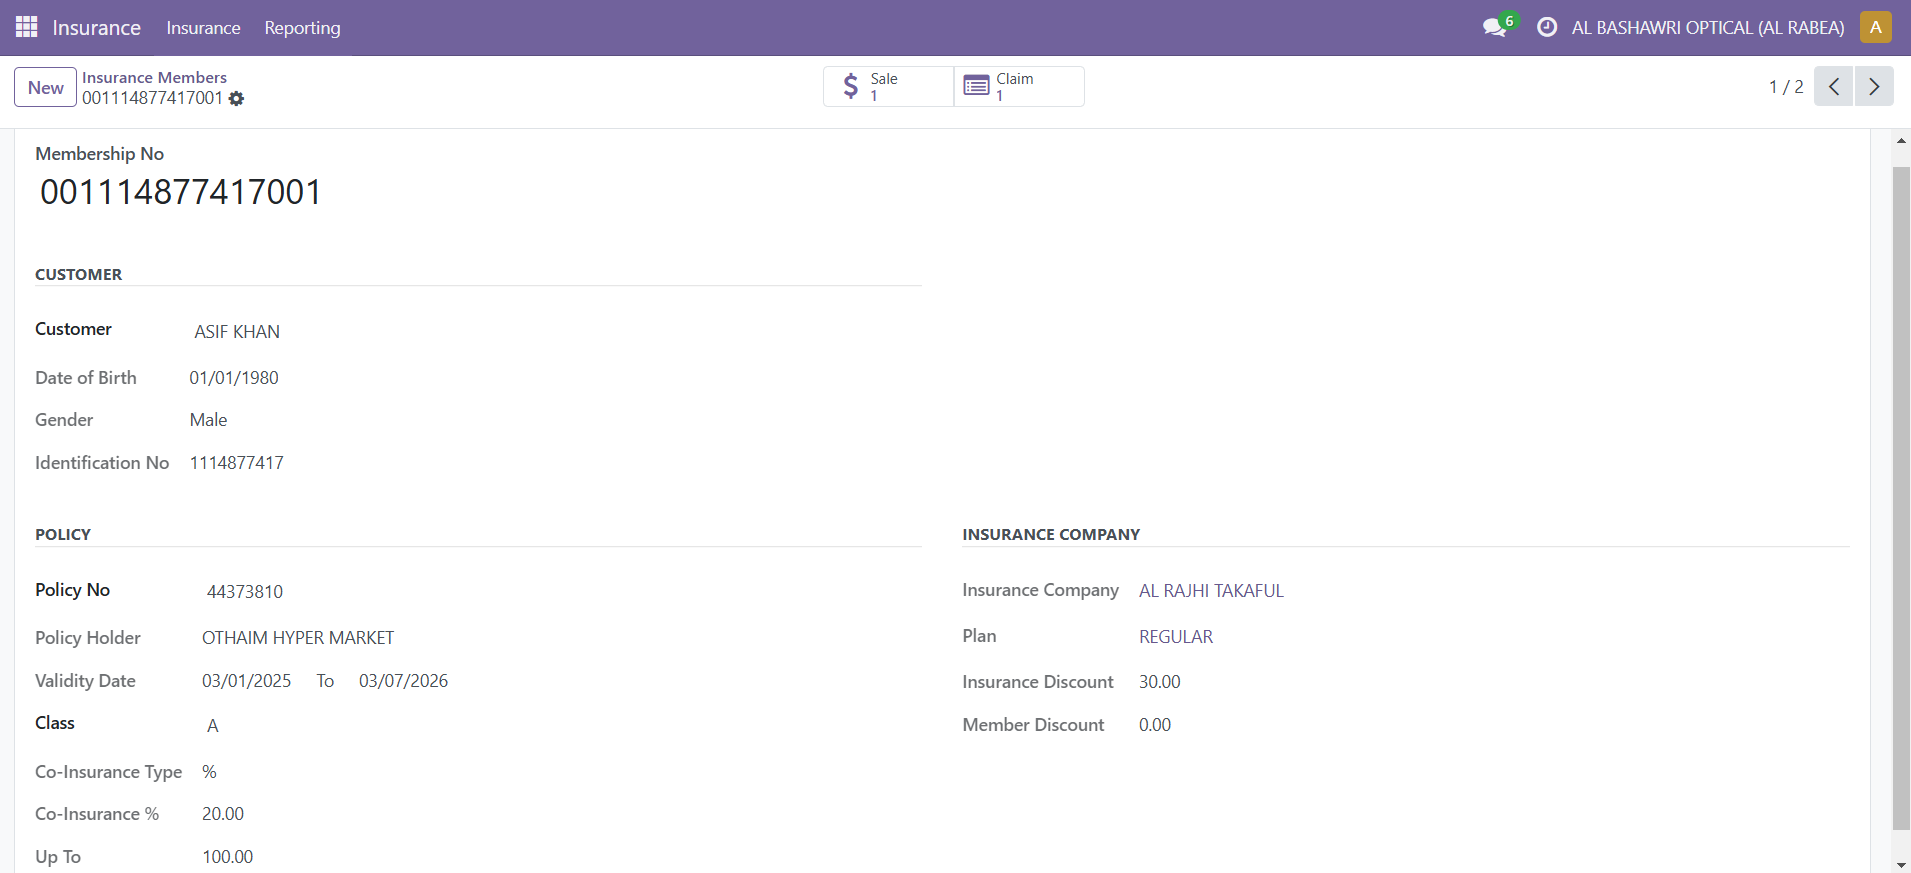 Insurance Insurance Reporting 6 AL BASHAWRI OPTICAL (AL RABEA) A
New Insurance Members 001114877417001 Sale 1 Claim 1 1 / 2
Membership No
001114877417001
CUSTOMER
Customer ASIF KHAN
Date of Birth 01/01/1980
Gender Male
Identification No 1114877417
POLICY
Policy No 44373810
Policy Holder OTHAIM HYPER MARKET
Validity Date 03/01/2025 To 03/07/2026
Class A
Co-Insurance Type %
Co-Insurance % 20.00
Up To 100.00
INSURANCE COMPANY
Insurance Company AL RAJHI TAKAFUL
Plan REGULAR
Insurance Discount 30.00
Member Discount 0.00